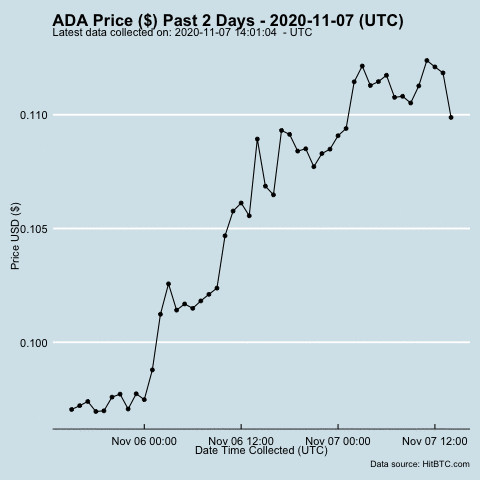 ADA Price ($) Past 2 Days - 2020-11-07 (UTC)
Latest data collected on: 2020-11-07 14:01:04 - UTC
0.110
0.105
0.100
Price USD ($)
Nov 06 00:00 Nov 06 12:00 Nov 07 00:00 Nov 07 12:00
Date Time Collected (UTC)
Data source: HitBTC.com